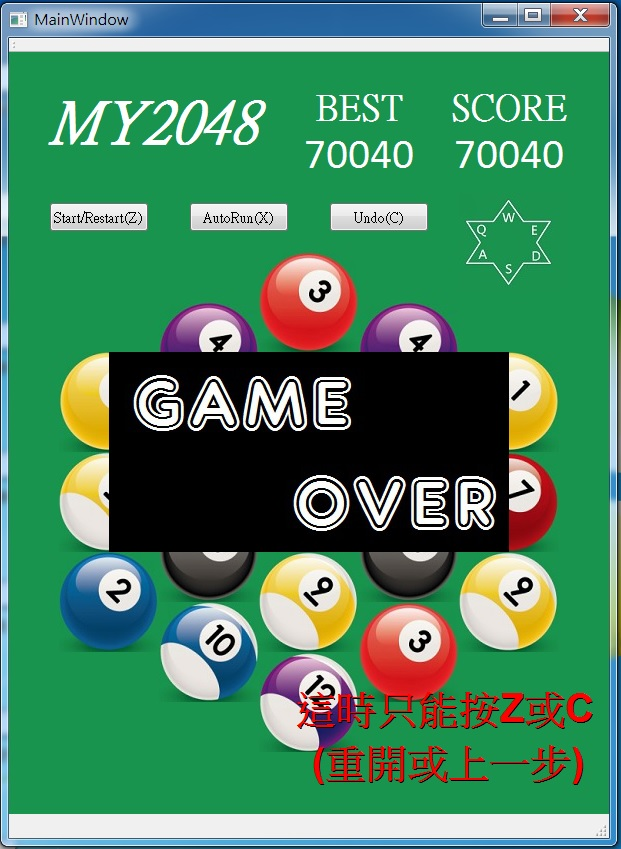 MainWindow
MY2048
BEST
SCORE
70040
70040
Start/Restart(Z)
AutoRun(X)
Undo(C)
W
Q
E
A
D
S
3
4
4
1
GAME
OVER
7
2
9
9
10
3
12
這時只能按Z或C
(重開或上一步)